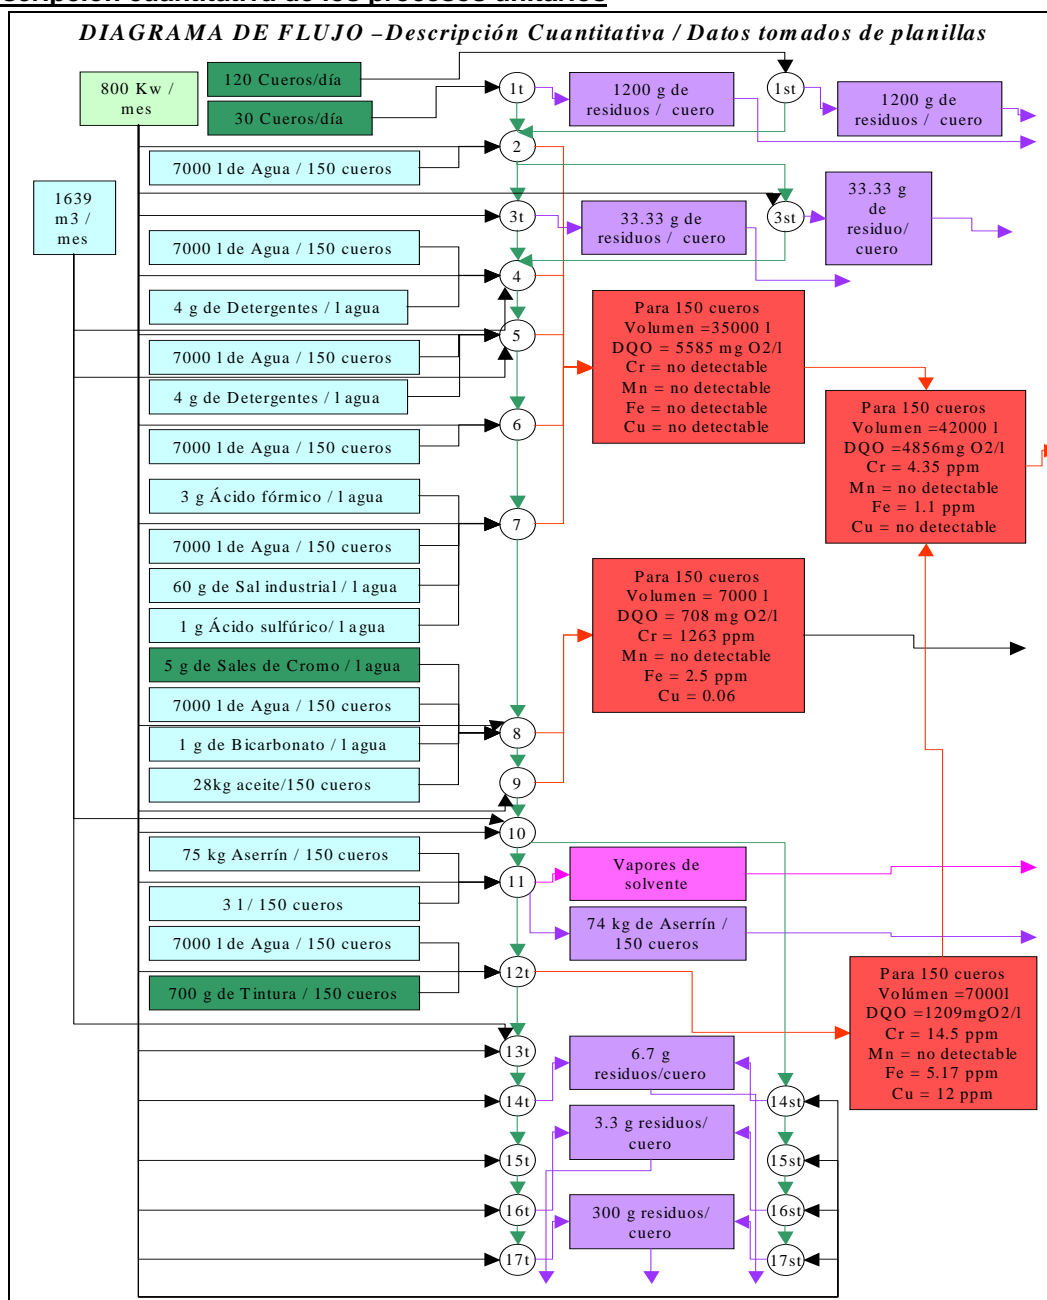 scripción cuantitativa de los procesos unitarios
DIAGRAMA DE FLUJO –Descripción Cuantitativa / Datos tomados de planillas
800 Kw /
mes
120 Cueros/día
30 Cueros/día
1t
1200 g de
residuos / cuero
1st
1200 g de
residuos / cuero
2
7000 l de Agua / 150 cueros
1639
m3 /
mes
3t
33.33 g de
residuos / cuero
3st
33.33 g
de
residuo/
cuero
7000 l de Agua / 150 cueros
4
4 g de Detergentes / l agua
5
7000 l de Agua / 150 cueros
4 g de Detergentes / l agua
Para 150 cueros
Volumen =35000 l
DQO = 5585 mg O2/l
Cr = no detectable
Mn = no detectable
Fe = no detectable
Cu = no detectable
6
7000 l de Agua / 150 cueros
Para 150 cueros
Volumen =42000 l
DQO =4856mg O2/l
Cr = 4.35 ppm
Mn = no detectable
Fe = 1.1 ppm
Cu = no detectable
3 g Ácido fórmico / l agua
7
7000 l de Agua / 150 cueros
60 g de Sal industrial / l agua
1 g Ácido sulfúrico/ l agua
Para 150 cueros
Volumen = 7000 l
DQO = 708 mg O2/l
Cr = 1263 ppm
Mn = no detectable
Fe = 2.5 ppm
Cu = 0.06
5 g de Sales de Cromo / l agua
7000 l de Agua / 150 cueros
8
1 g de Bicarbonato / l agua
28kg aceite/150 cueros
9
10
75 kg Aserrín / 150 cueros
11
Vapores de
solvente
3 l / 150 cueros
74 kg de Aserrín /
150 cueros
7000 l de Agua / 150 cueros
12t
700 g de Tintura / 150 cueros
Para 150 cueros
Volúmen =7000l
DQO =1209mgO2/l
Cr = 14.5 ppm
Mn = no detectable
Fe = 5.17 ppm
Cu = 12 ppm
13t
6.7 g
residuos/cuero
14t
14st
3.3 g residuos/
cuero
15t
15st
16t
16st
300 g residuos/
cuero
17t
17st